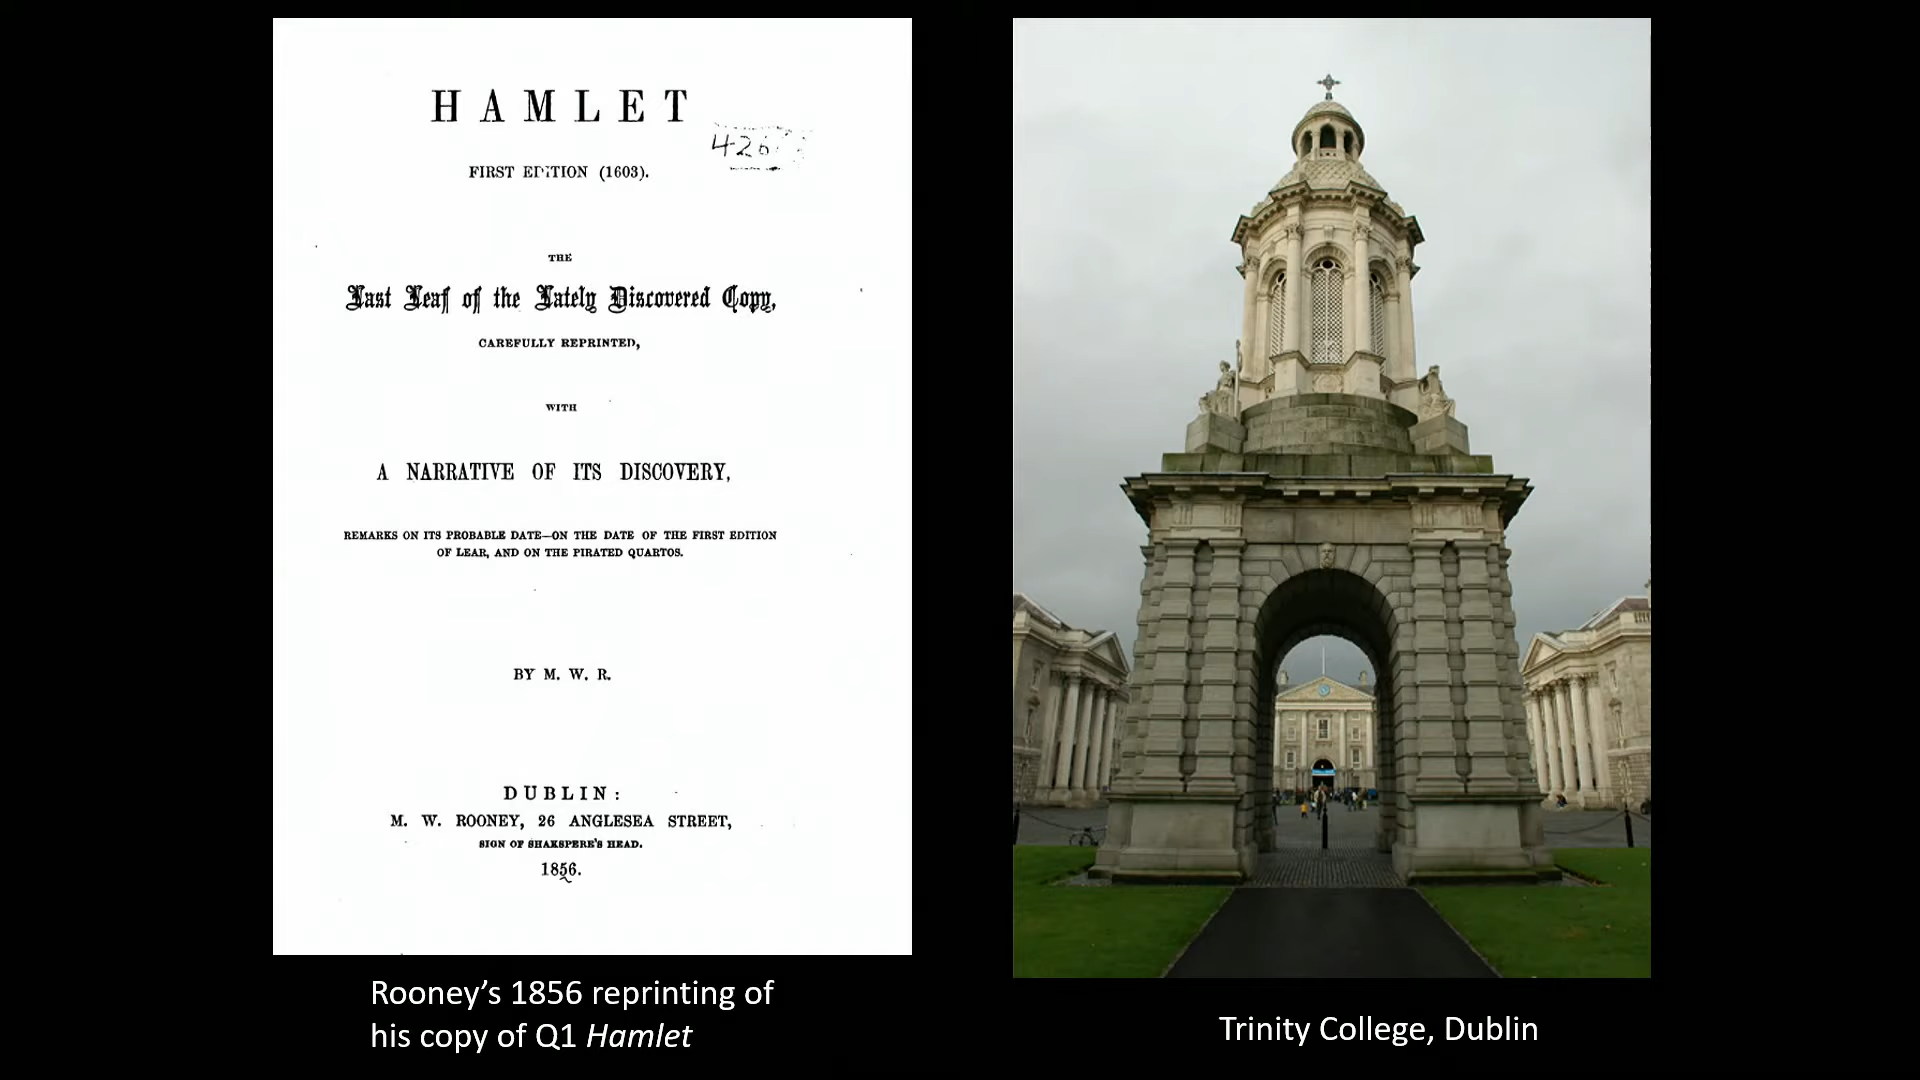 HAMLET
426
FIRST EDITION (1603).
THE
Last Leaf of the Lately Discovered Copy,
CAREFULLY REPRINTED,
WITH
A NARRATIVE OF ITS DISCOVERY,
REMARKS ON ITS PROBABLE DATE—ON THE DATE OF THE FIRST EDITION
OF LEAR, AND ON THE PIRATED QUARTOS.
BY M. W. R.
DUBLIN:
M. W. ROONEY, 26 ANGLESEA STREET,
SIGN OF SHAKSPERE'S HEAD.
1856.
Rooney's 1856 reprinting of
his copy of Q1 Hamlet
Trinity College, Dublin